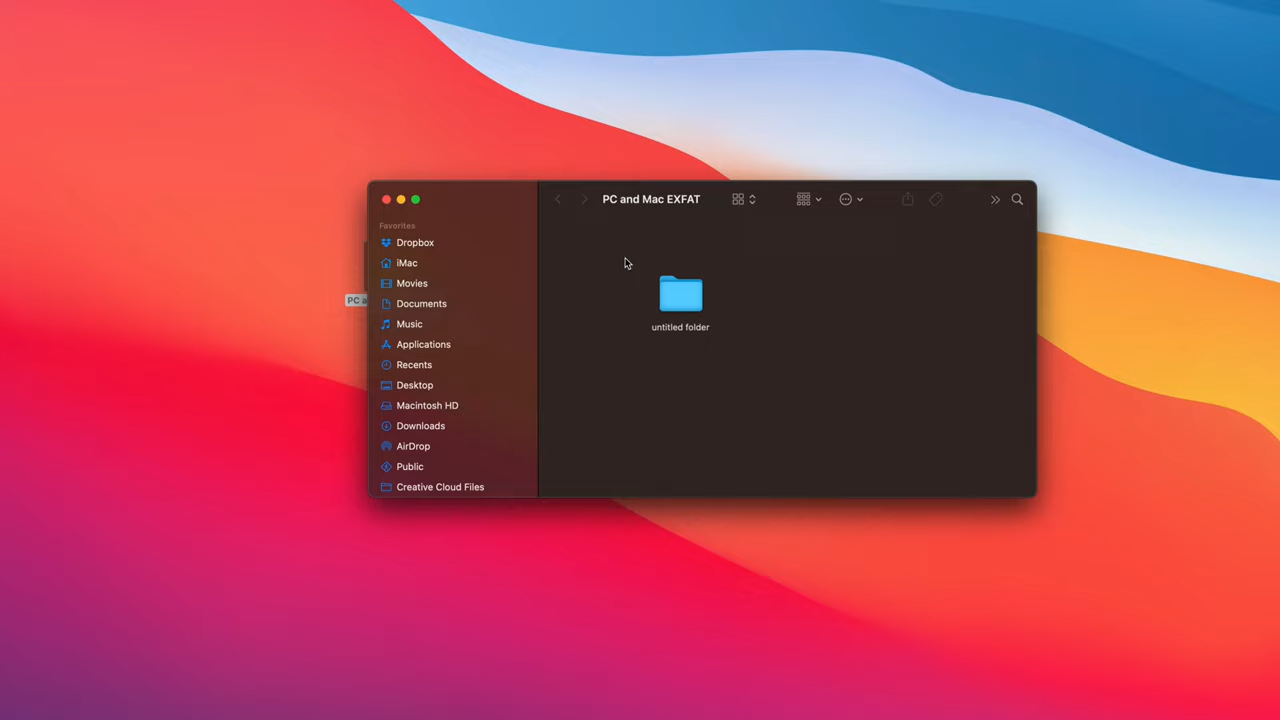 PC and Mac EXFAT
Favorites
Dropbox
iMac
Movies
Documents
Music
Applications
Recents
Desktop
Macintosh HD
Downloads
AirDrop
Public
Creative Cloud Files
untitled folder
PC